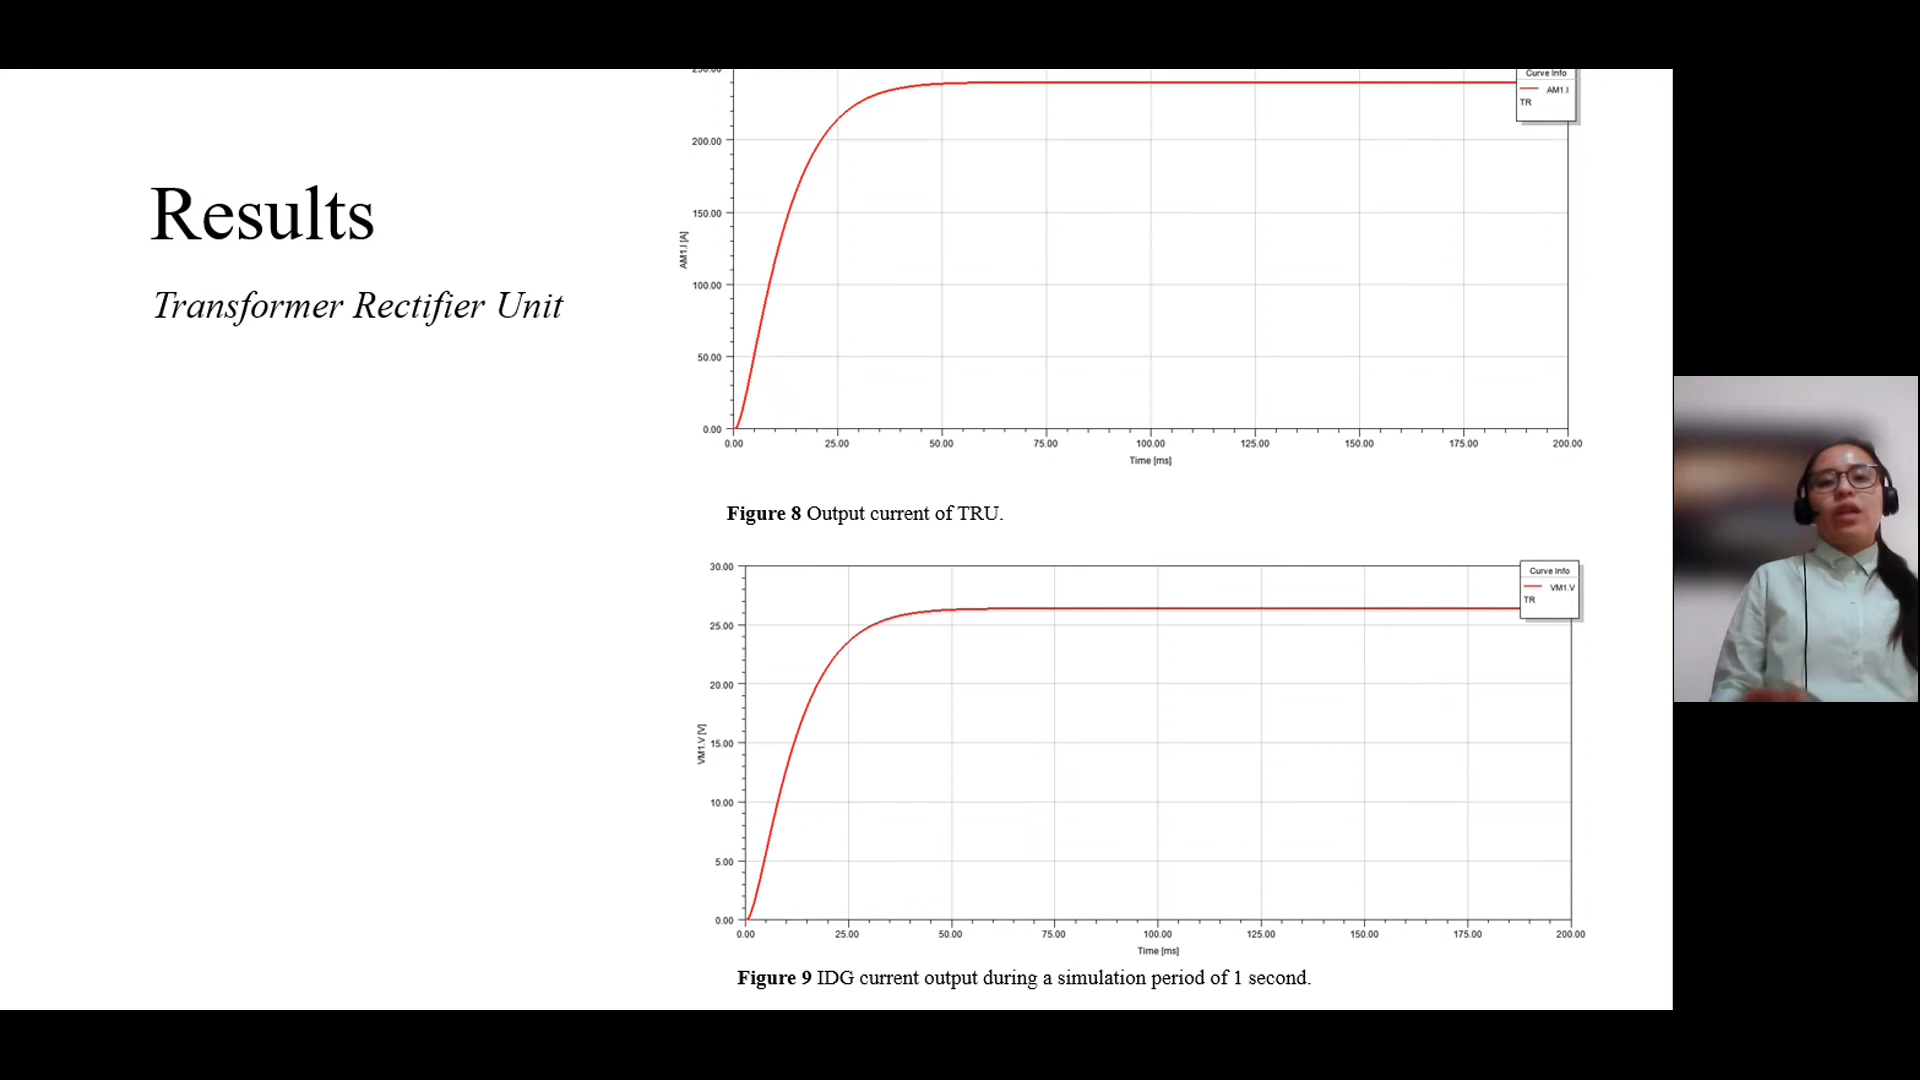 Results
Transformer Rectifier Unit
250.00
200.00
150.00
100.00
50.00
0.00
AM1.I [A]
0.00 25.00 50.00 75.00 100.00 125.00 150.00 175.00 200.00
Time [ms]
Curve Info
AM1.I
TR
Figure 8 Output current of TRU.
30.00
25.00
20.00
15.00
10.00
5.00
0.00
VM1.V [V]
0.00 25.00 50.00 75.00 100.00 125.00 150.00 175.00 200.00
Time [ms]
Curve Info
VM1.V
TR
Figure 9 IDG current output during a simulation period of 1 second.